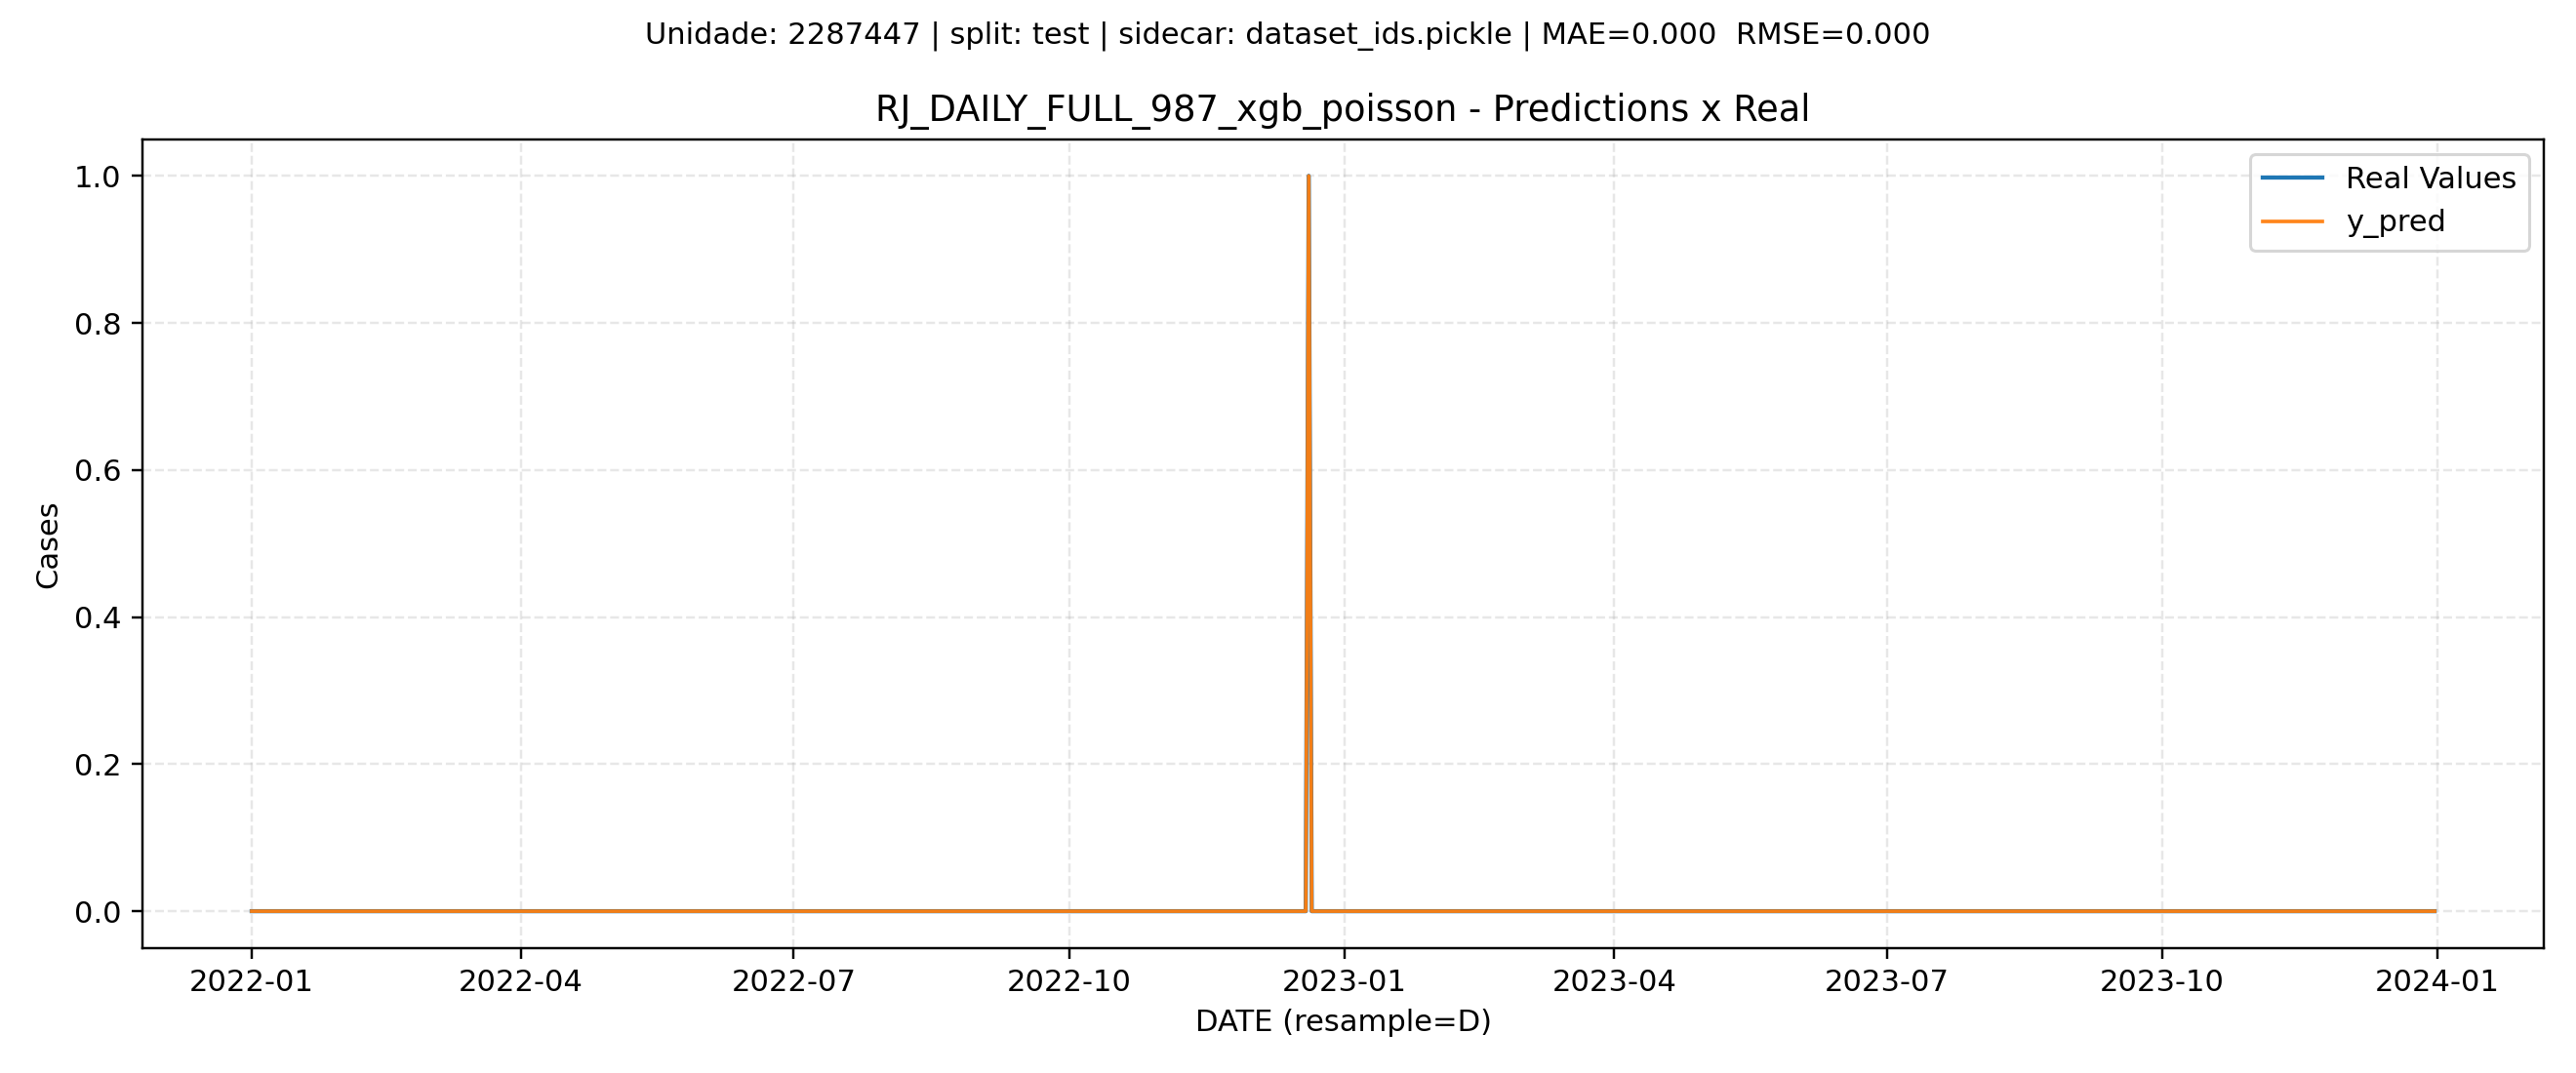 Unidade: 2287447 | split: test | sidecar: dataset_ids.pickle | MAE=0.000  RMSE=0.000
RJ_DAILY_FULL_987_xgb_poisson - Predictions x Real
Real Values
y_pred
1.0
0.8
0.6
0.4
0.2
0.0
Cases
2022-01 2022-04 2022-07 2022-10 2023-01 2023-04 2023-07 2023-10 2024-01
DATE (resample=D)